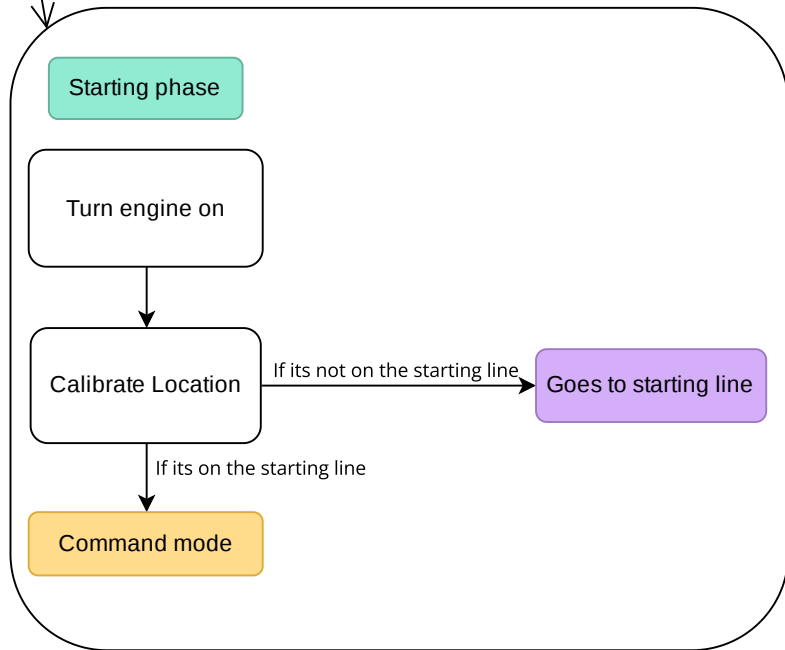 Starting phase
Turn engine on
If its not on the starting line
Calibrate Location
Goes to starting line
If its on the starting line
Command mode